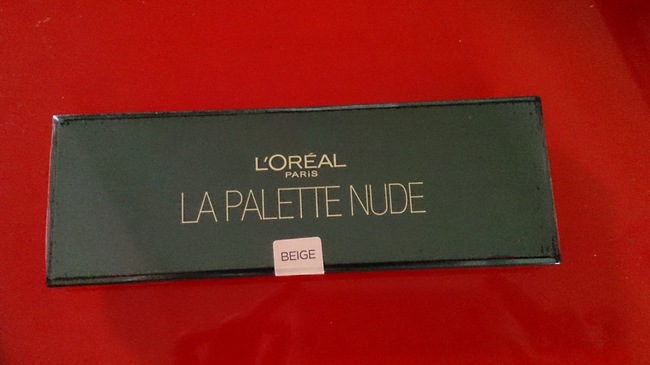 L'ORÉAL
PARIS
LA PALETTE NUDE
BEIGE